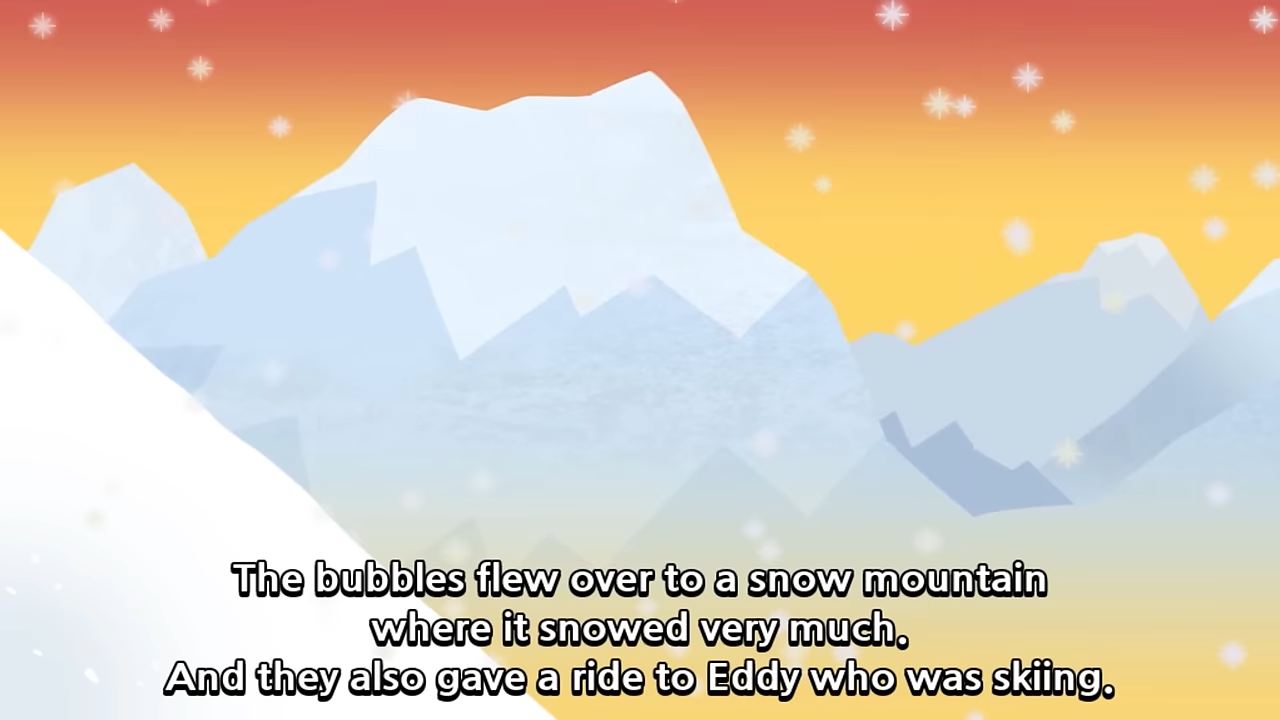 The bubbles flew over to a snow mountain
where it snowed very much.
And they also gave a ride to Eddy who was skiing.